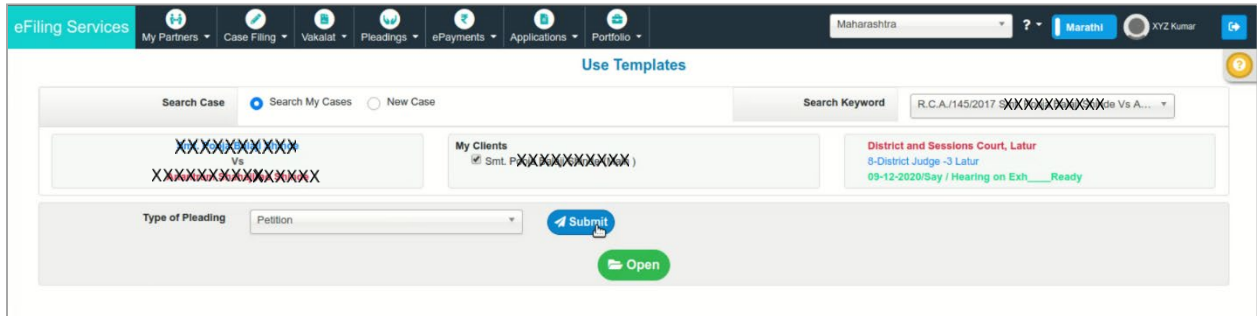 eFiling Services
My Partners
Case Filing
Vakalat
Pleadings
ePayments
Applications
Portfolio
Maharashtra
?
Marathi
XYZ Kumar
Use Templates
?
Search Case
Search My Cases
New Case
Search Keyword
R.C.A./145/2017 Vs A...
Vs
My Clients
Smt.
District and Sessions Court, Latur
8-District Judge -3 Latur
09-12-2020/Say / Hearing on Exh____Ready
Type of Pleading
Petition
Submit
Open